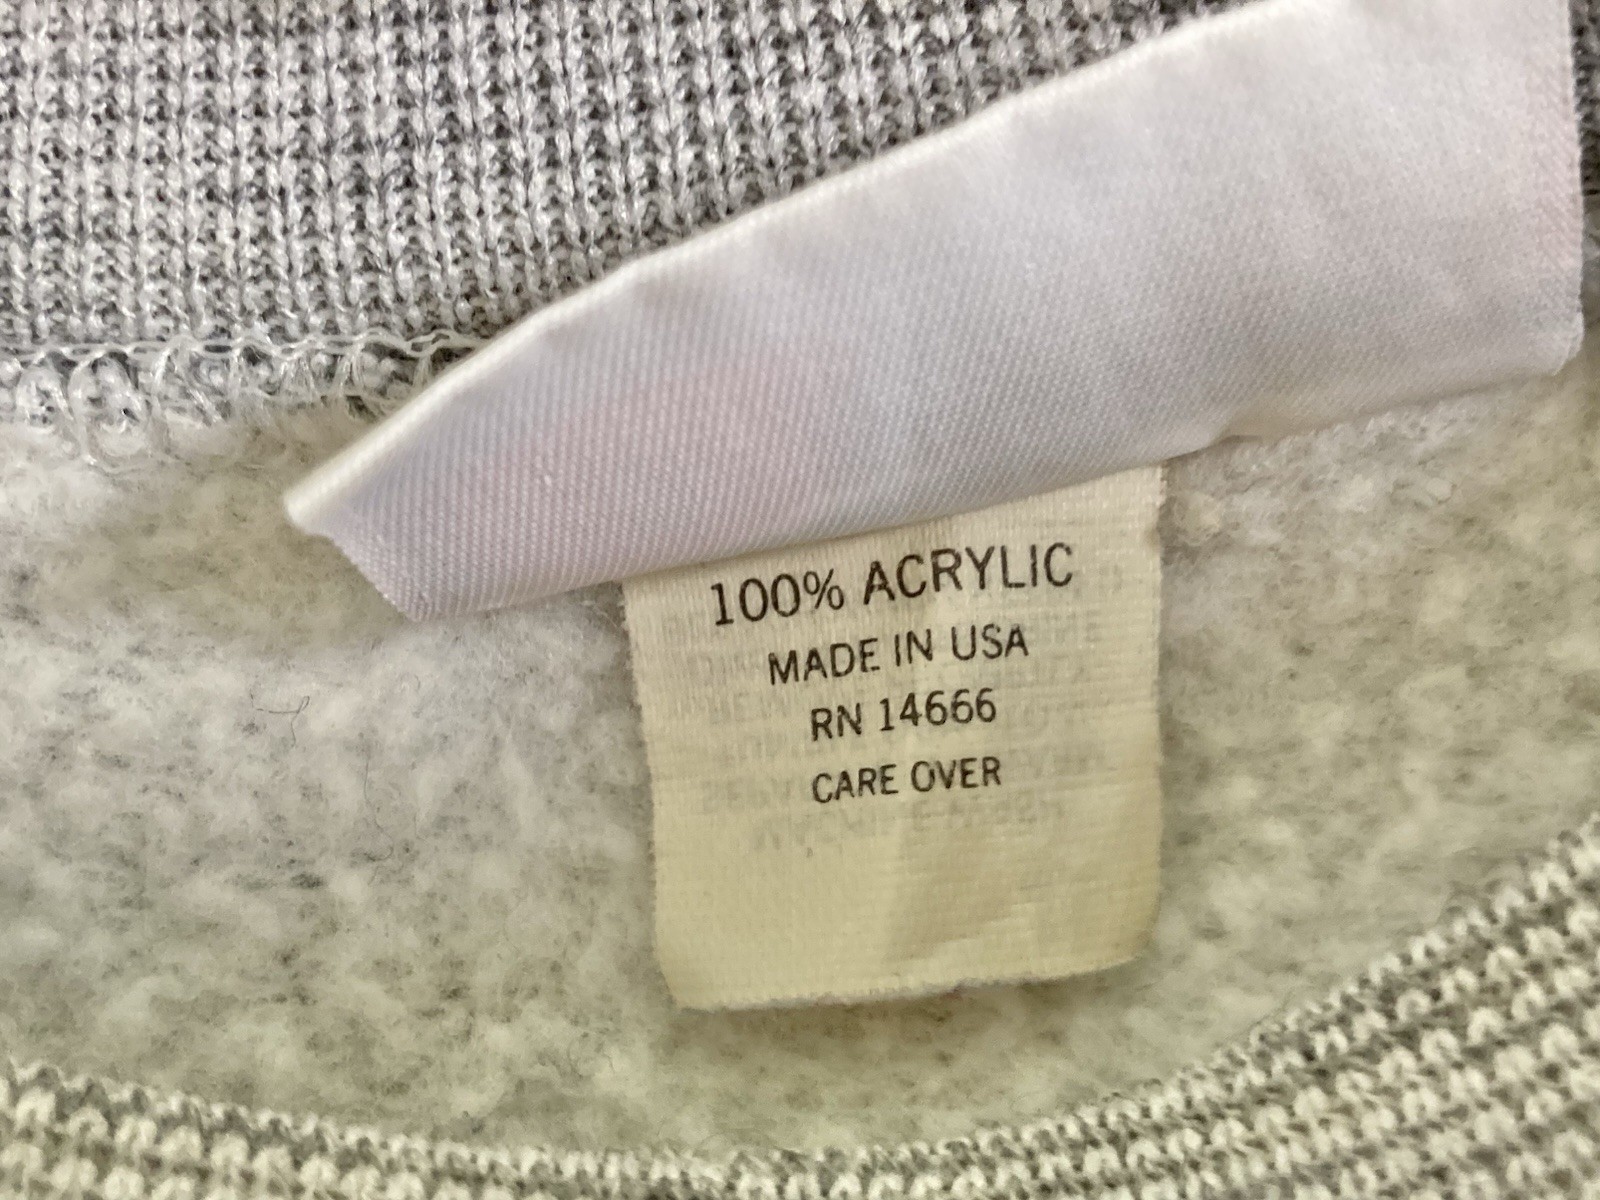 100% ACRYLIC
MADE IN USA
RN 14666
CARE OVER